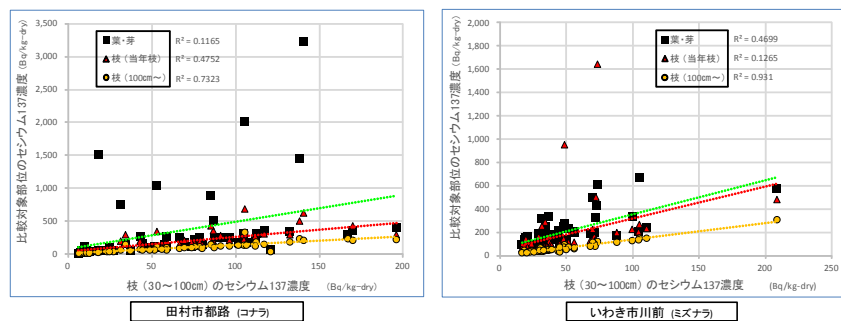 3,500
3,000
2,500
2,000
1,500
1,000
500
0
比較対象部位のセシウム137濃度 (Bq/kg-dry)
葉・芽 R² = 0.1165
枝 (当年枝) R² = 0.4752
枝 (100㎝～) R² = 0.7323
0 50 100 150 200
枝 (30～100㎝) のセシウム137濃度 (Bq/kg-dry)
田村市都路 (コナラ)
2,000
1,800
1,600
1,400
1,200
1,000
800
600
400
200
0
比較対象部位のセシウム137濃度 (Bq/kg-dry)
葉・芽 R² = 0.4699
枝 (当年枝) R² = 0.1265
枝 (100㎝～) R² = 0.931
0 50 100 150 200 250
枝 (30～100㎝) のセシウム137濃度 (Bq/kg-dry)
いわき市川前 (ミズナラ)